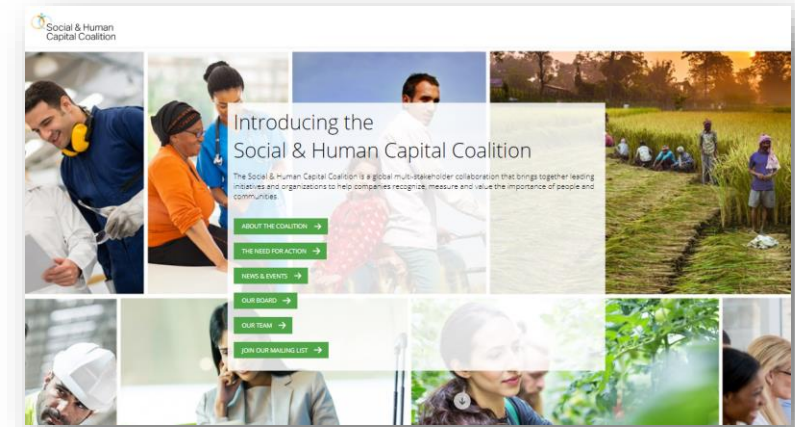 Social & Human
Capital Coalition
Introducing the
Social & Human Capital Coalition
The Social & Human Capital Coalition is a global multi-stakeholder collaboration that brings together leading
initiatives and organizations to help companies recognize, measure and value the importance of people and
communities.
ABOUT THE COALITION →
THE NEED FOR ACTION →
NEWS & EVENTS →
OUR BOARD →
OUR TEAM →
JOIN OUR MAILING LIST →